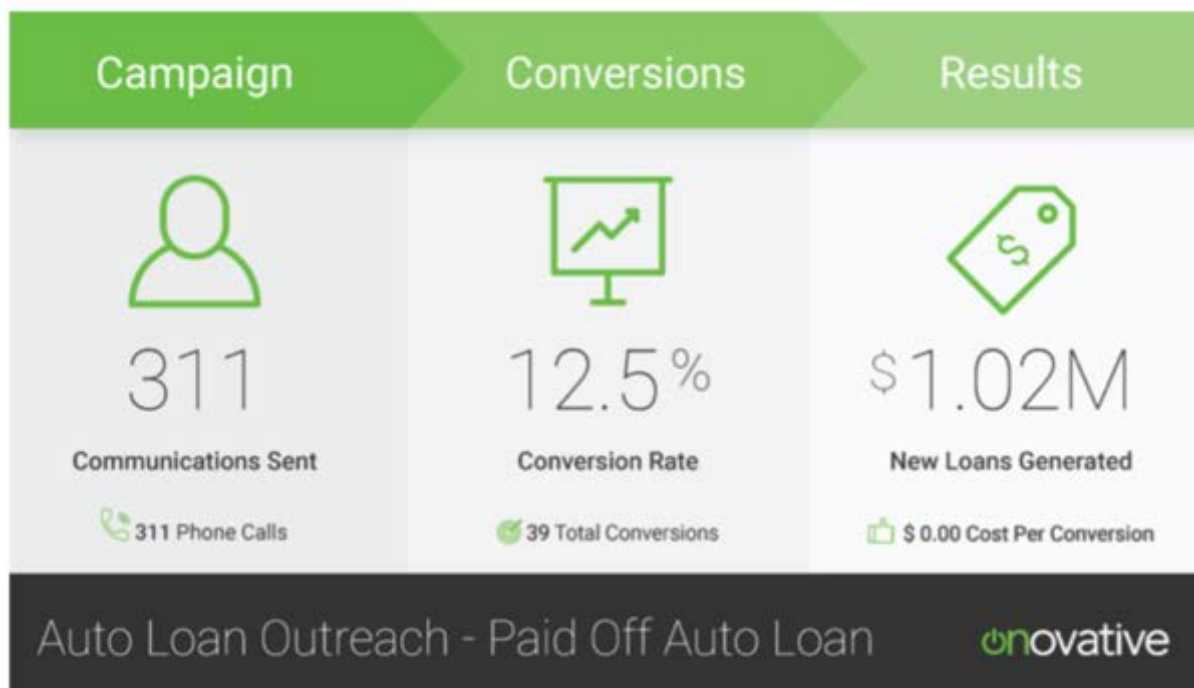 Campaign
Conversions
Results
$
311
12.5%
$1.02M
Communications Sent
Conversion Rate
New Loans Generated
311 Phone Calls
39 Total Conversions
$ 0.00 Cost Per Conversion
Auto Loan Outreach - Paid Off Auto Loan
onovative